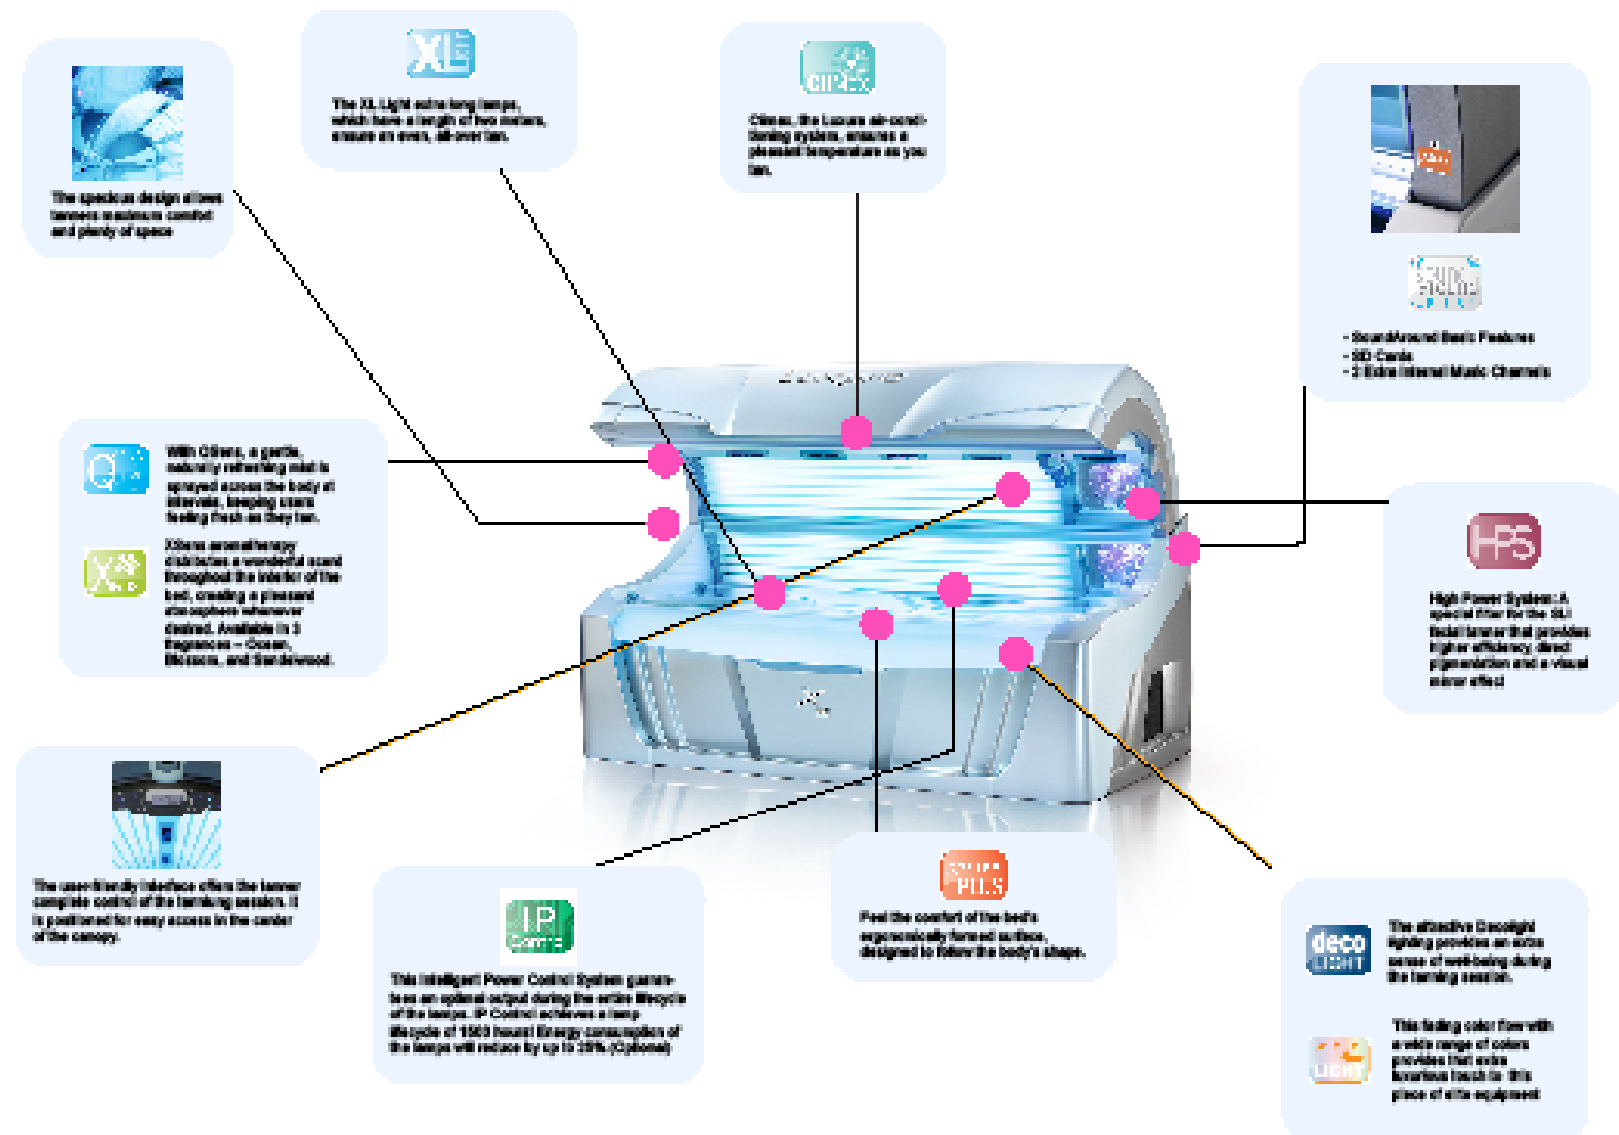 XL
The XL Light extra long lamps,
which have a length of two meters,
ensure an even, all-over tan.
Climax, the Luxura air-condi-
tioning system, ensures a
pleasant temperature as you
tan.
The spacious design allows
tanners maximum comfort
and plenty of space
- SoundAround Basic Features
- SD Cards
- 2 Extra Internal Music Channels
Q
With QSens, a gentle,
naturally refreshing mist is
sprayed across the body at
intervals, keeping users
feeling fresh as they tan.
X
XSens aromatherapy
distributes a wonderful scent
throughout the interior of the
bed, creating a pleasant
atmosphere whenever
desired. Available in 3
fragrances – Ocean,
Blossom, and Sandalwood.
HPS
High Power System: A
special filter for the SLI
facial tanner that provides
higher efficiency, direct
pigmentation and a visual
mirror effect
The user-friendly interface offers the tanner
complete control of the tanning session. It
is positioned for easy access in the center
of the canopy.
IP
Control
This Intelligent Power Control System guaran-
tees an optimal output during the entire lifecycle
of the lamps. IP Control achieves a lamp
lifecycle of hours! Energy consumption of
the lamps will reduce by up to (Optional)
PLUS
Feel the comfort of the bed's
ergonomically formed surface,
designed to follow the body's shape.
deco
LIGHT
The attractive Decolight
lighting provides an extra
sense of well-being during
the tanning session.
LIGHT
This fading color flow with
a wide range of colors
provides that extra
luxurious touch to this
piece of elite equipment